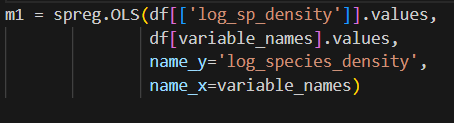 m1 = spreg.OLS(df[['log_sp_density']].values,
df[variable_names].values,
name_y='log_species_density',
name_x=variable_names)